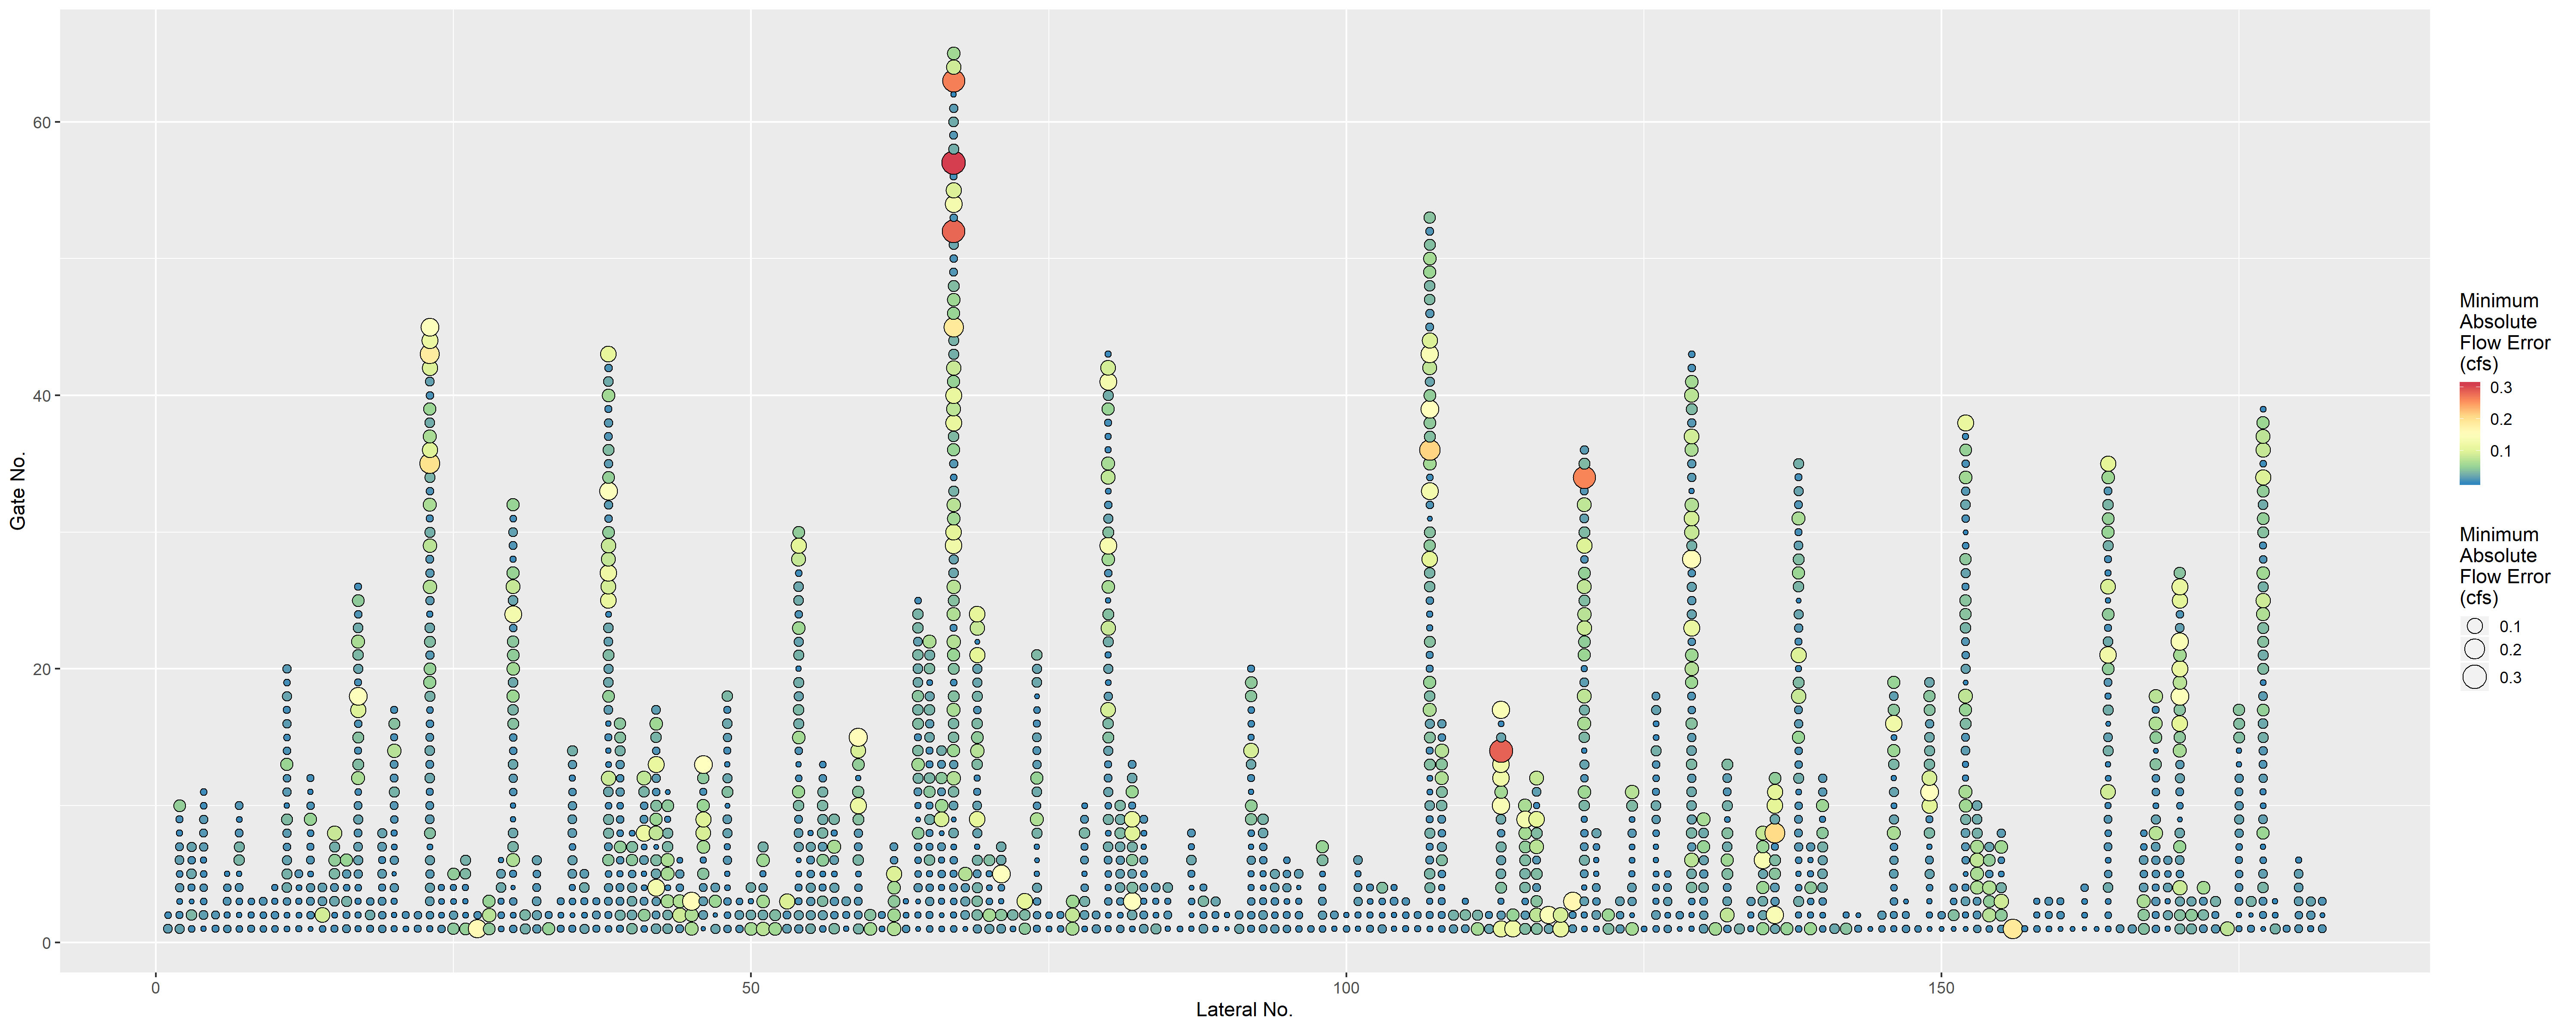 60
40
20
0
Gate No.
0
50
100
150
Lateral No.
Minimum
Absolute
Flow Error
(cfs)
0.3
0.2
0.1
Minimum
Absolute
Flow Error
(cfs)
0.1
0.2
0.3